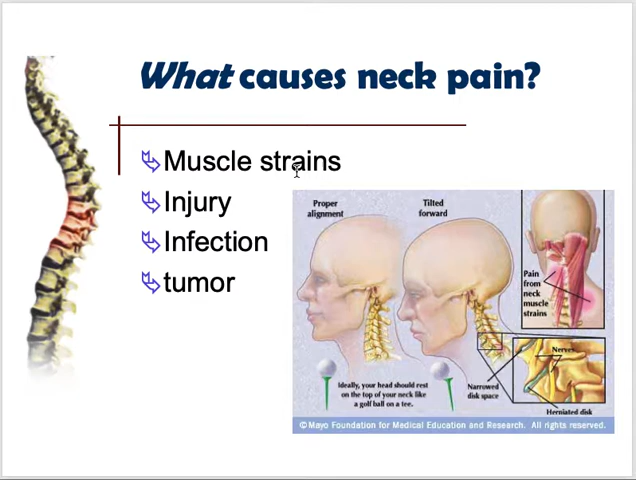 What causes neck pain?
Muscle strains
Injury
Infection
tumor
Proper
alignment
Tilted
forward
Pain
from
neck
muscle
strains
Nerves
Ideally, your head should rest
on the top of your neck like
a golf ball on a tee.
Narrowed
disk space
Herniated disk
©Mayo Foundation for Medical Education and Research. All rights reserved.